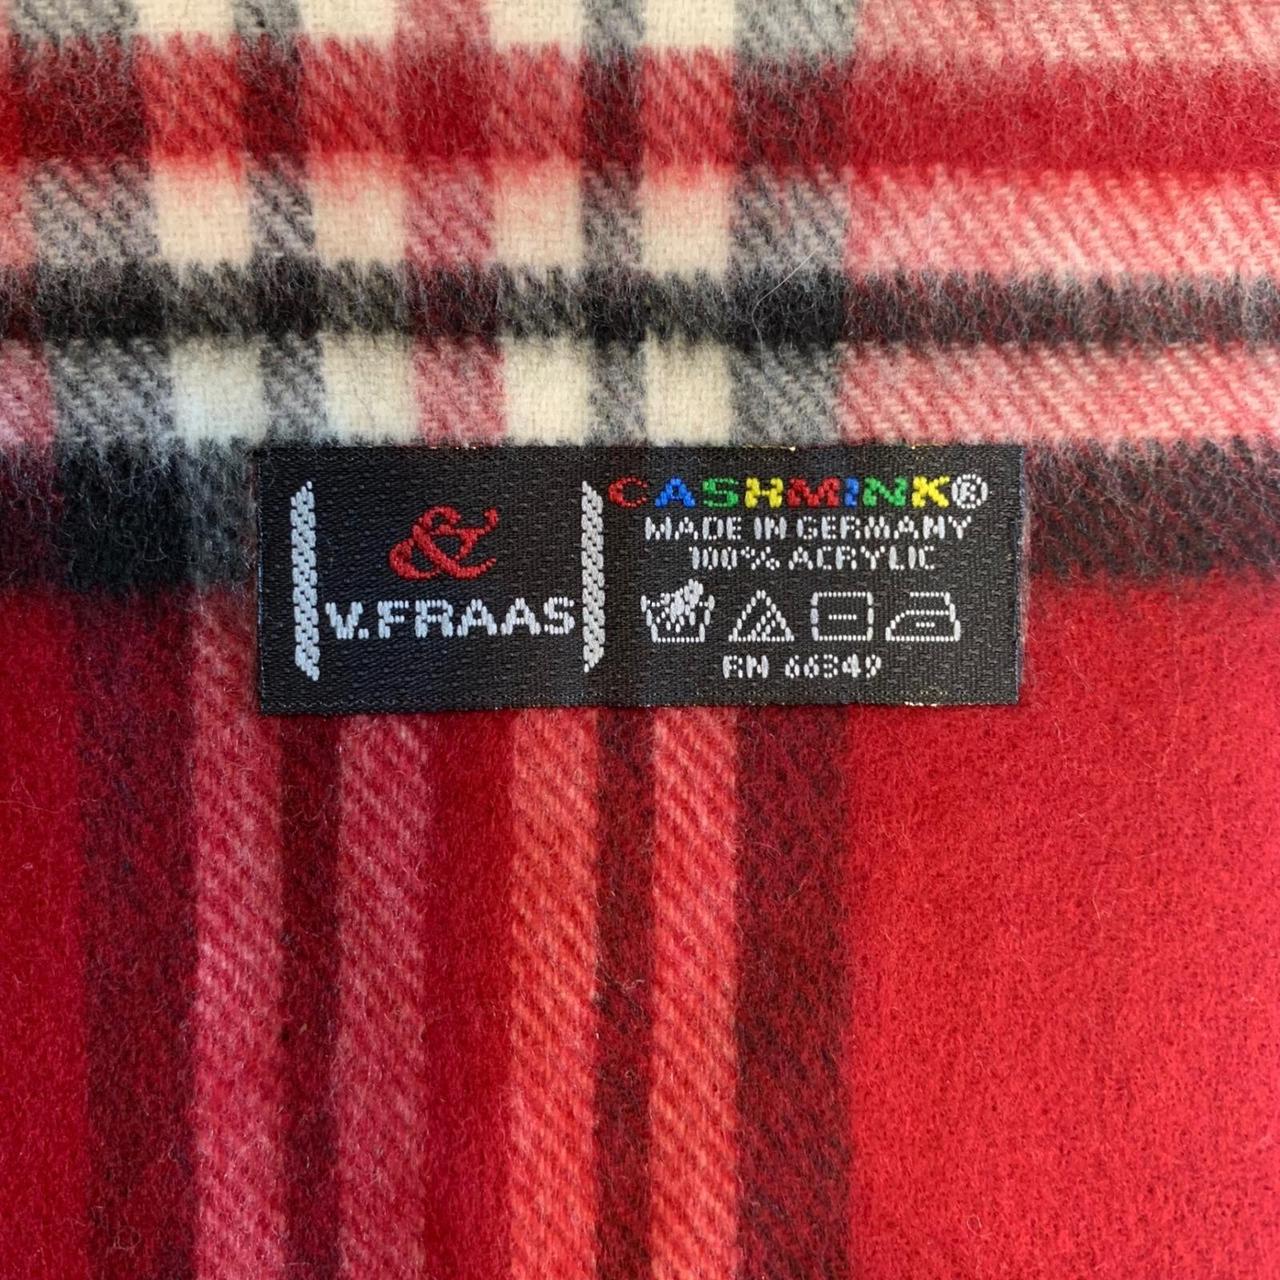 &
V. FRAAS
CASHMINK®
MADE IN GERMANY
100% ACRYLIC
RN 66349